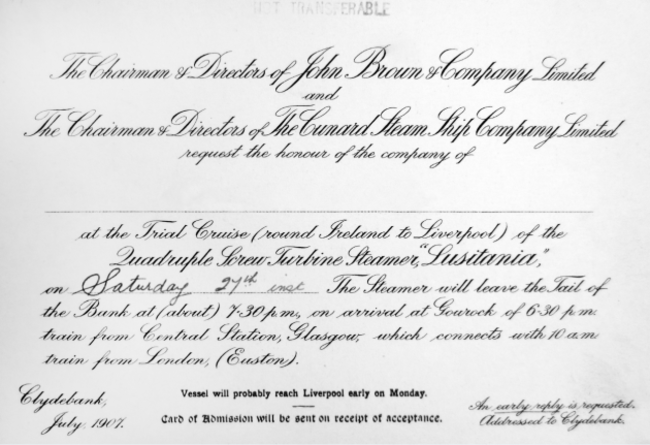 NOT TRANSFERABLE
The Chairman & Directors of John Brown & Company Limited
and
The Chairman & Directors of The Cunard Steam Ship Company Limited
request the honour of the company of
at the Trial Cruise (round Ireland to Liverpool) of the
Quadruple Screw Turbine Steamer, "Lusitania",
on Saturday 27th inst The Steamer will leave the Tail of
the Bank at (about) 7-30 p.m., on arrival at Gourock of 6-30 p.m.
train from Central Station, Glasgow, which connects with 10 a.m
train from London, (Euston).
Clydebank,
July, 1907.
Vessel will probably reach Liverpool early on Monday.
Card of Admission will be sent on receipt of acceptance.
An early reply is requested.
Addressed to Clydebank.